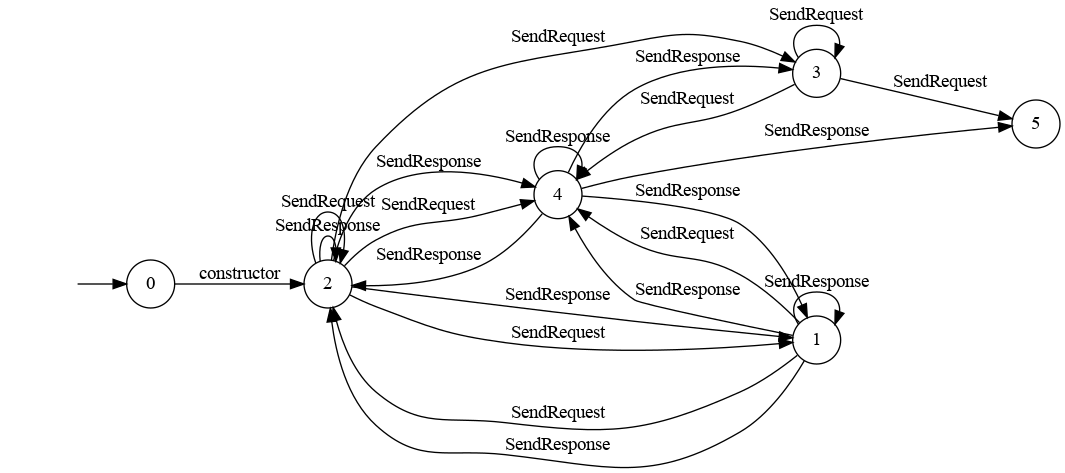 SendRequest
SendRequest
SendResponse
3
SendRequest
SendRequest
5
SendResponse
SendResponse
SendResponse
4
SendResponse
SendRequest
SendRequest
SendResponse
SendRequest
SendResponse
constructor
0
2
SendResponse
SendResponse
SendResponse
SendRequest
1
SendRequest
SendResponse